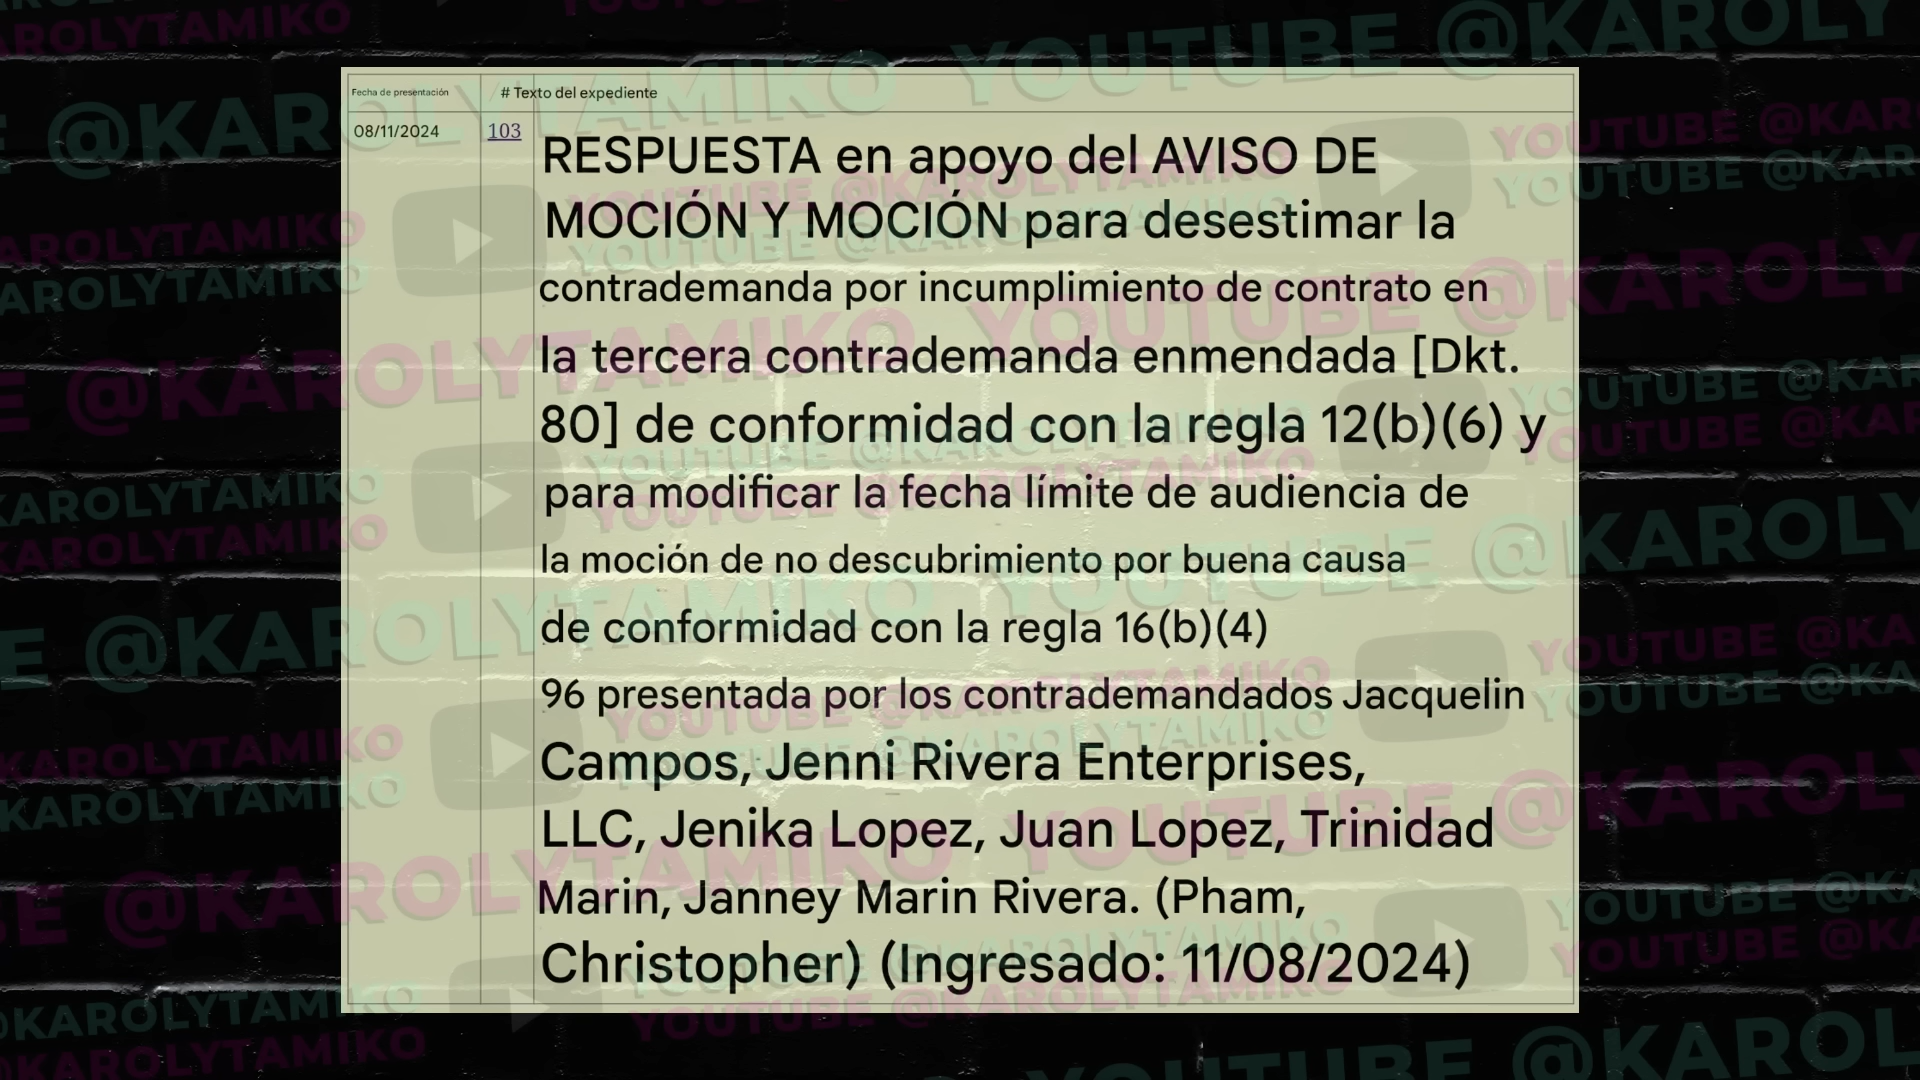 Fecha de presentación
# Texto del expediente
08/11/2024
103
RESPUESTA en apoyo del AVISO DE
MOCIÓN Y MOCIÓN para desestimar la
contrademanda por incumplimiento de contrato en
la tercera contrademanda enmendada [Dkt.
80] de conformidad con la regla 12(b)(6) y
para modificar la fecha límite de audiencia de
la moción de no descubrimiento por buena causa
de conformidad con la regla 16(b)(4)
96 presentada por los contrademandados Jacquelin
Campos, Jenni Rivera Enterprises,
LLC, Jenika Lopez, Juan Lopez, Trinidad
Marin, Janney Marin Rivera. (Pham,
Christopher) (Ingresado: 11/08/2024)
YOUTUBE @KAROLYTAMIKO